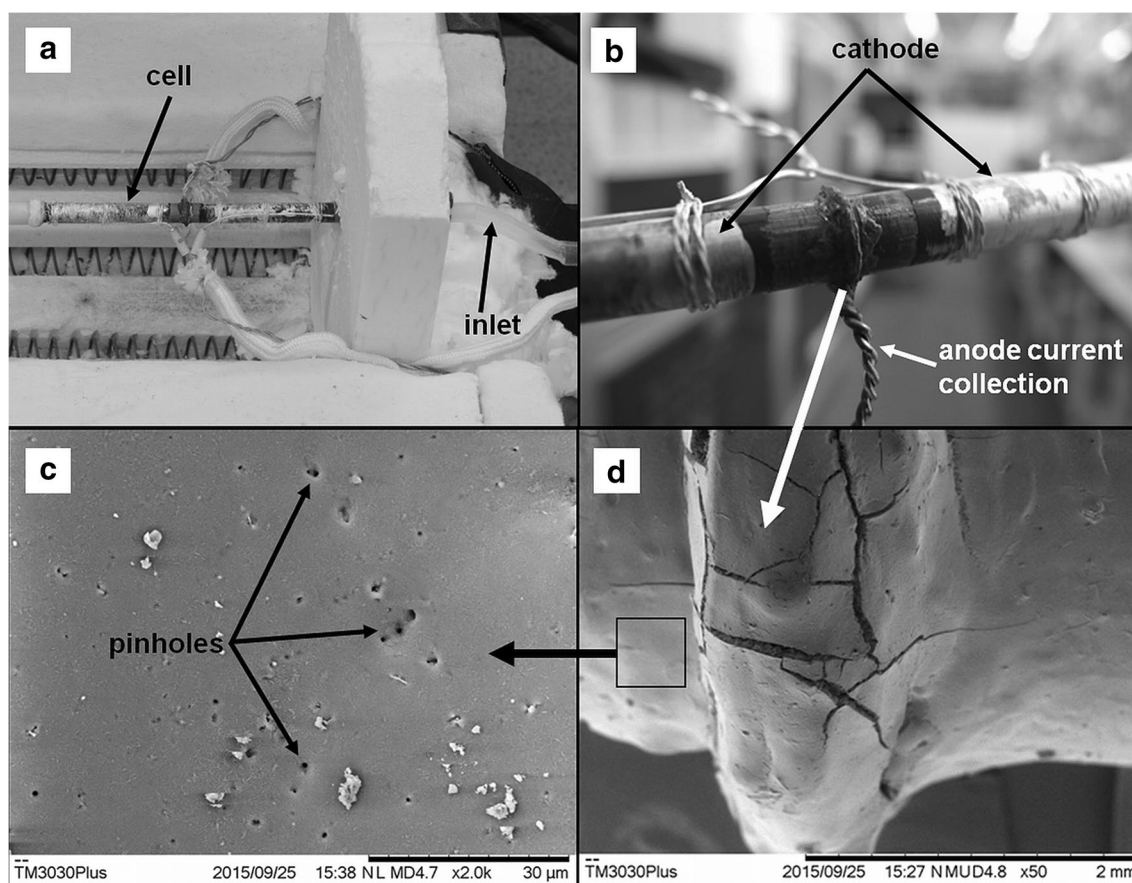 a
cell
inlet
b
cathode
anode current
collection
c
pinholes
TM3030Plus 2015/09/25 15:38 N L MD4.7 x2.0k 30 µm
d
2015/09/25 15:27 N MUD4.8 x50 2 mm
TM3030Plus